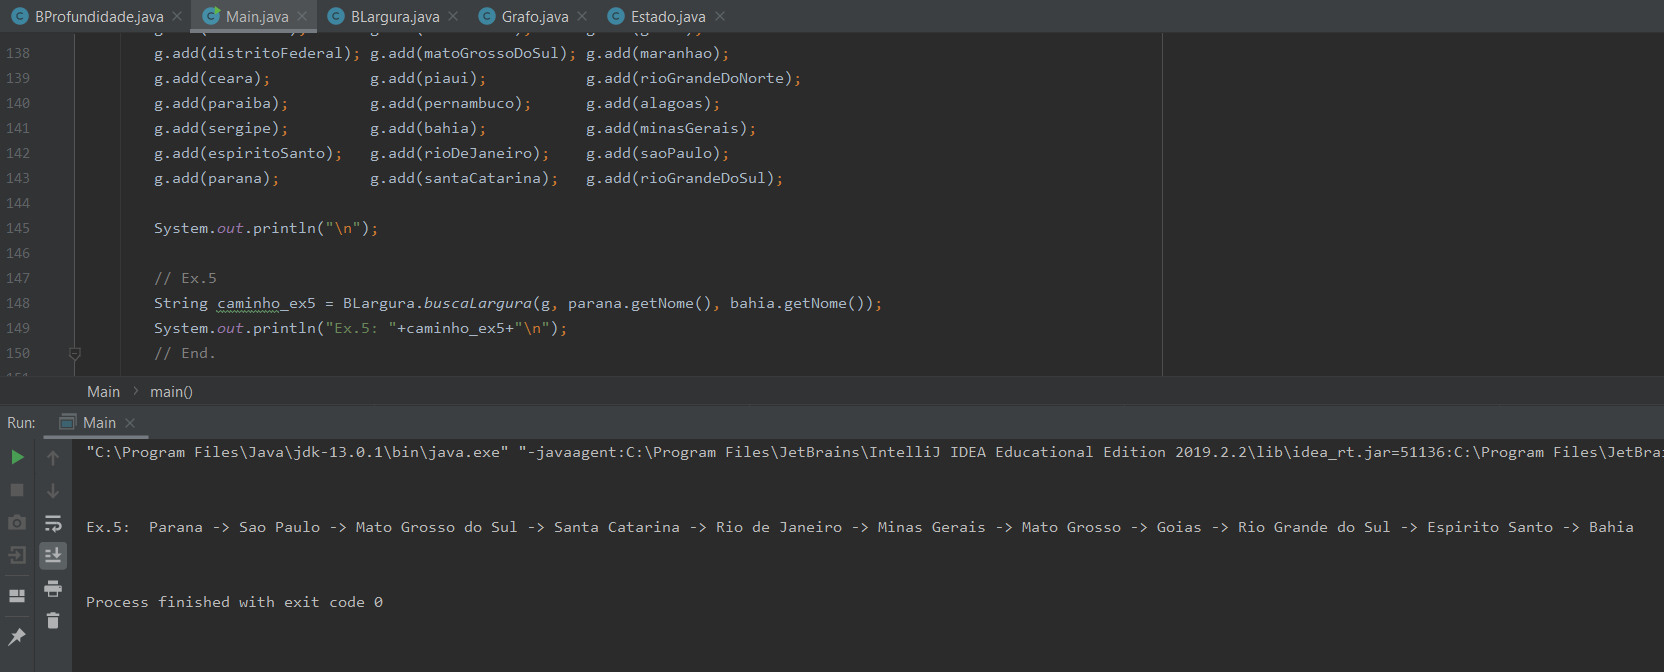 BProfundidade.java Main.java BLargura.java Grafo.java Estado.java
138 g.add(distritoFederal); g.add(matoGrossoDoSul); g.add(maranhao);
139 g.add(ceara); g.add(piaui); g.add(rioGrandeDoNorte);
140 g.add(paraiba); g.add(pernambuco); g.add(alagoas);
141 g.add(sergipe); g.add(bahia); g.add(minasGerais);
142 g.add(espiritoSanto); g.add(rioDeJaneiro); g.add(saoPaulo);
143 g.add(parana); g.add(santaCatarina); g.add(rioGrandeDoSul);
144
145 System.out.println("\n");
146
147 // Ex.5
148 String caminho_ex5 = BLargura.buscaLargura(g, parana.getNome(), bahia.getNome());
149 System.out.println("Ex.5: "+caminho_ex5+"\n");
150 // End.
Main > main()
Run: Main
"C:\Program Files\Java\jdk-13.0.1\bin\java.exe" "-javaagent:C:\Program Files\JetBrains\IntelliJ IDEA Educational Edition 2019.2.2\lib\idea_rt.jar=51136:C:\Program Files\JetBrai
Ex.5:  Parana -> Sao Paulo -> Mato Grosso do Sul -> Santa Catarina -> Rio de Janeiro -> Minas Gerais -> Mato Grosso -> Goias -> Rio Grande do Sul -> Espirito Santo -> Bahia
Process finished with exit code 0